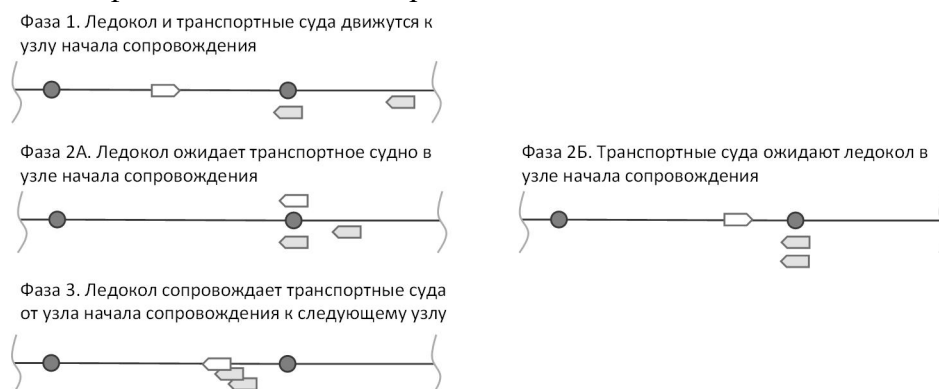 Фаза 1. Ледокол и транспортные суда движутся к
узлу начала сопровождения
Фаза 2А. Ледокол ожидает транспортное судно в
узле начала сопровождения
Фаза 2Б. Транспортные суда ожидают ледокол в
узле начала сопровождения
Фаза 3. Ледокол сопровождает транспортные суда
от узла начала сопровождения к следующему узлу